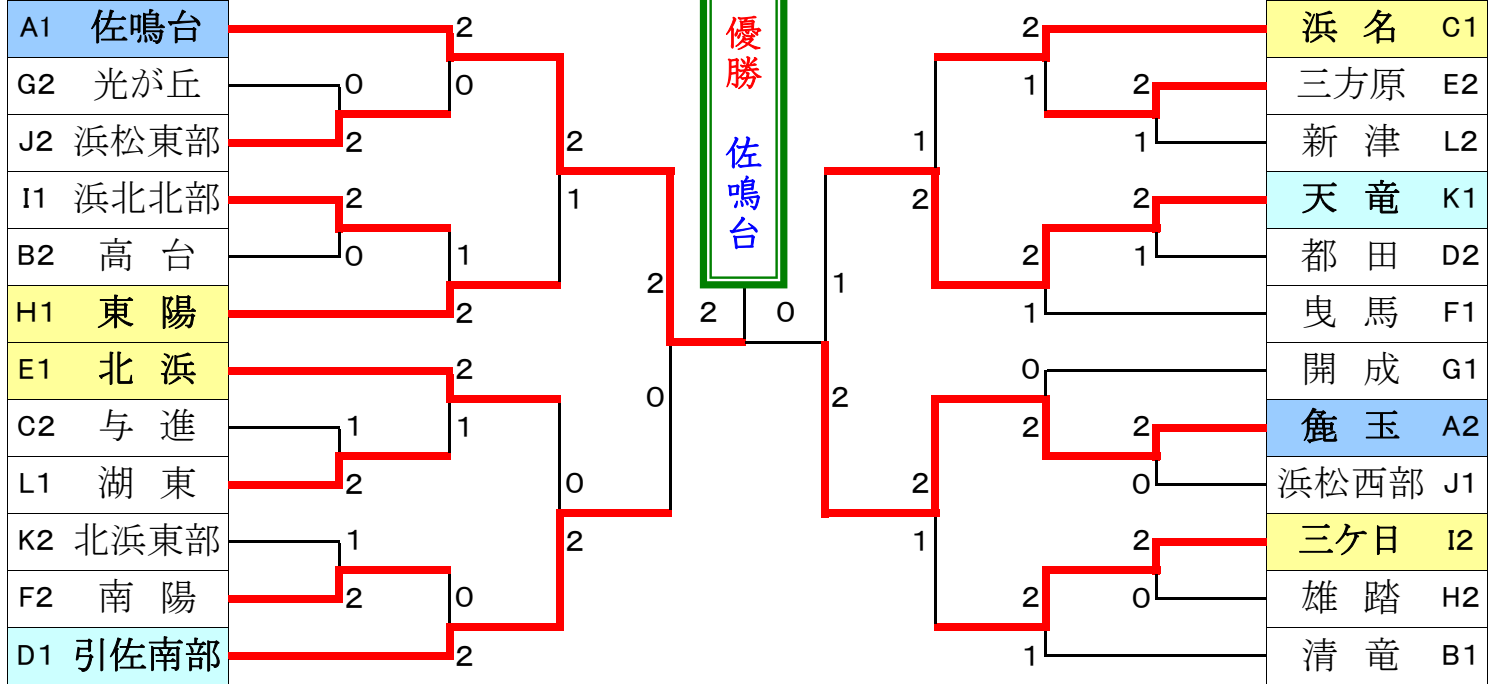 A1 佐鳴台
G2 光が丘
J2 浜松東部
I1 浜北北部
B2 高台
H1 東陽
E1 北浜
C2 与進
L1 湖東
K2 北浜東部
F2 南陽
D1 引佐南部
2
0
0
2
2
0
1
2
2
1
1
2
1
2
0
2
2
1
0
2
2
0
優勝 佐鳴台
2 0
1
2
1
2
2
1
2
1
2
1
2
1
2
1
0
2
2
0
2
1
2
0
浜名 C1
三方原 E2
新津 L2
天竜 K1
都田 D2
曳馬 F1
開成 G1
麁玉 A2
浜松西部 J1
三ケ日 I2
雄踏 H2
清竜 B1